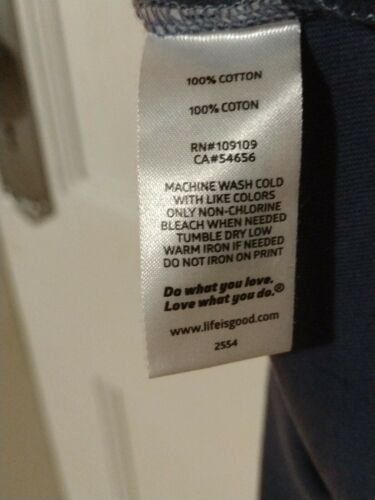 100% COTTON
100% COTON
RN#109109
CA#54656
MACHINE WASH COLD
WITH LIKE COLORS
ONLY NON-CHLORINE
BLEACH WHEN NEEDED
TUMBLE DRY LOW
WARM IRON IF NEEDED
DO NOT IRON ON PRINT
Do what you love.
Love what you do.®
www.lifeisgood.com
2554